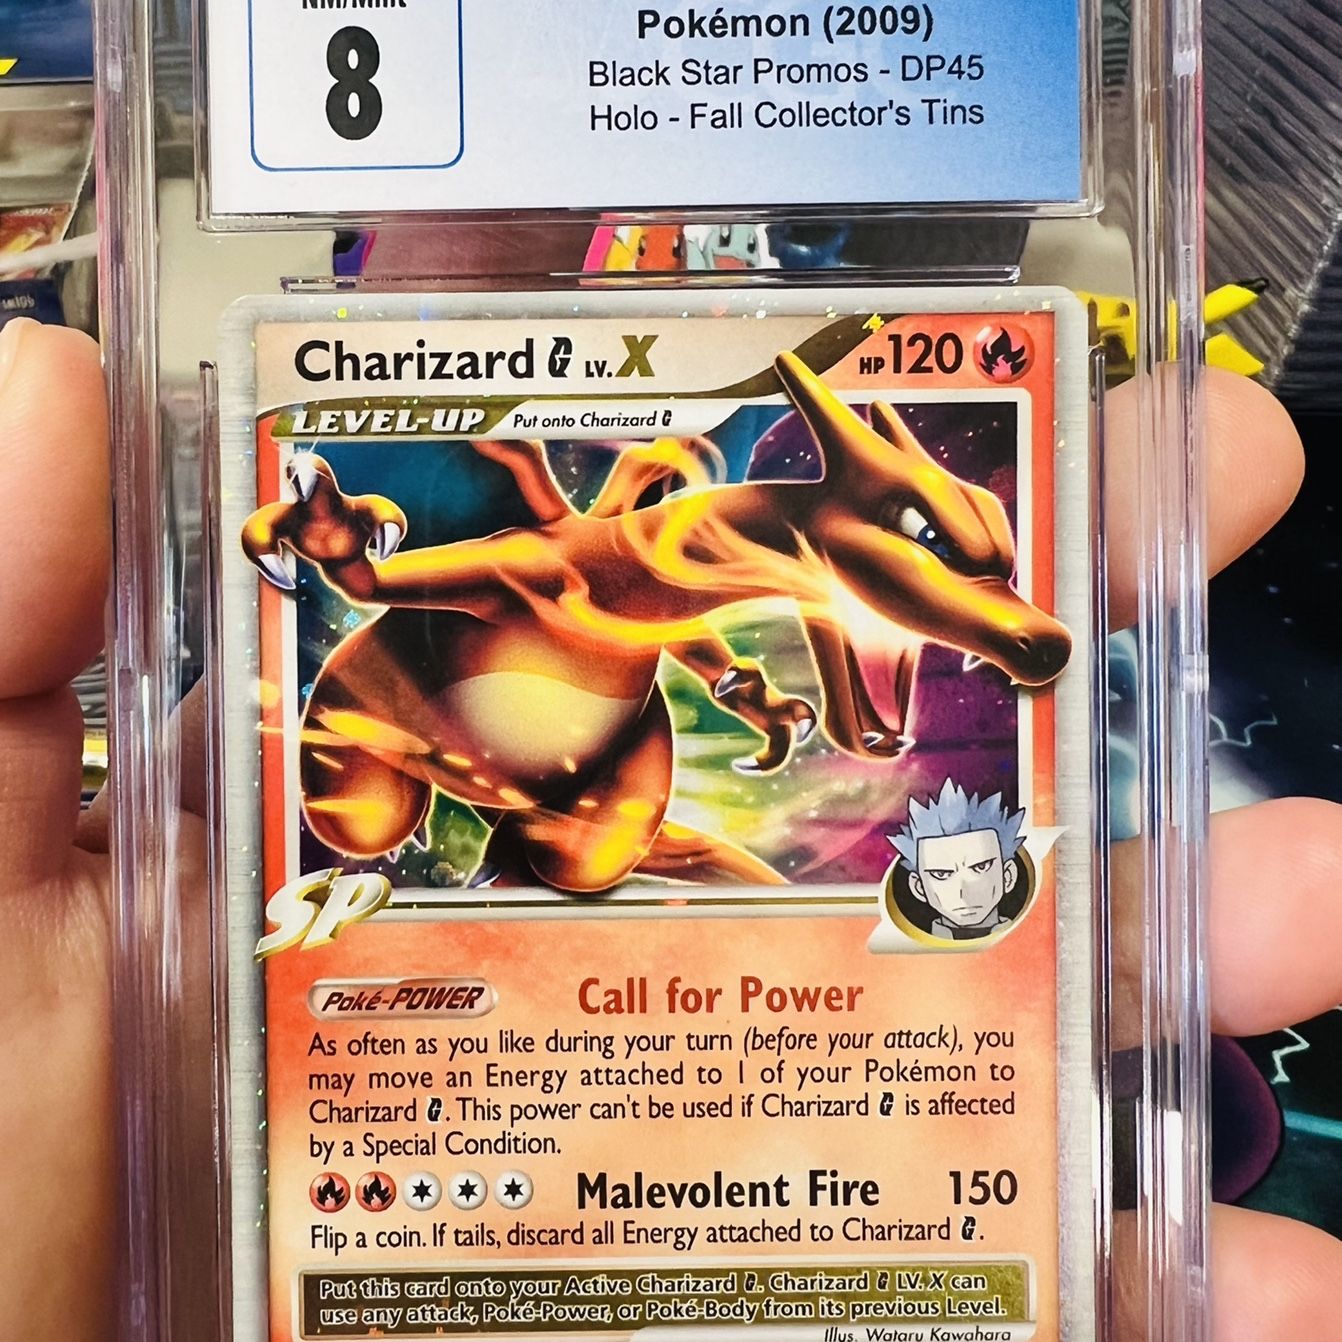 NM/Mint
8
Pokémon (2009)
Black Star Promos - DP45
Holo - Fall Collector's Tins
Charizard G LV.X
HP 120
LEVEL-UP Put onto Charizard G
SP
Poké-POWER Call for Power
As often as you like during your turn (before your attack), you
may move an Energy attached to 1 of your Pokémon to
Charizard G. This power can't be used if Charizard G is affected
by a Special Condition.
Malevolent Fire 150
Flip a coin. If tails, discard all Energy attached to Charizard G.
Put this card onto your Active Charizard G. Charizard G LV. X can
use any attack, Poké-Power, or Poké-Body from its previous Level.
Illus. Wataru Kawahara